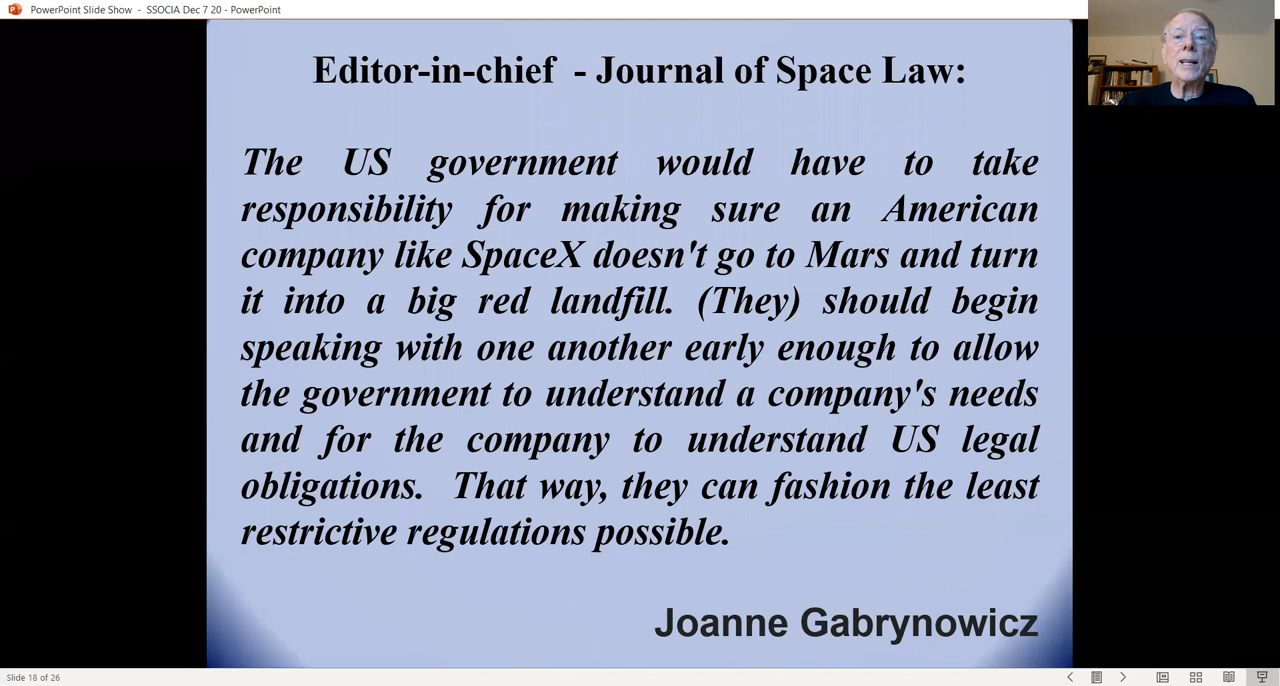 PowerPoint Slide Show - SSOCIA Dec 7 20 - PowerPoint
Editor-in-chief - Journal of Space Law:
The US government would have to take
responsibility for making sure an American
company like SpaceX doesn't go to Mars and turn
it into a big red landfill. (They) should begin
speaking with one another early enough to allow
the government to understand a company's needs
and for the company to understand US legal
obligations. That way, they can fashion the least
restrictive regulations possible.
Joanne Gabrynowicz
Slide 18 of 26